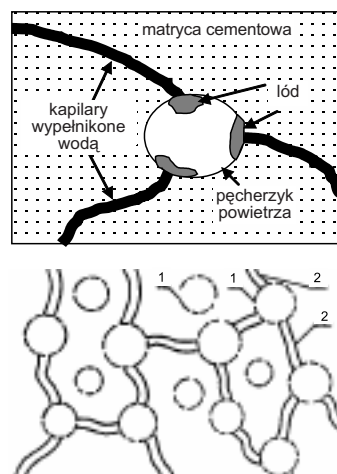 matryca cementowa
lód
kapilary
wypełnikone
wodą
pęcherzyk
powietrza
1
1
2
2